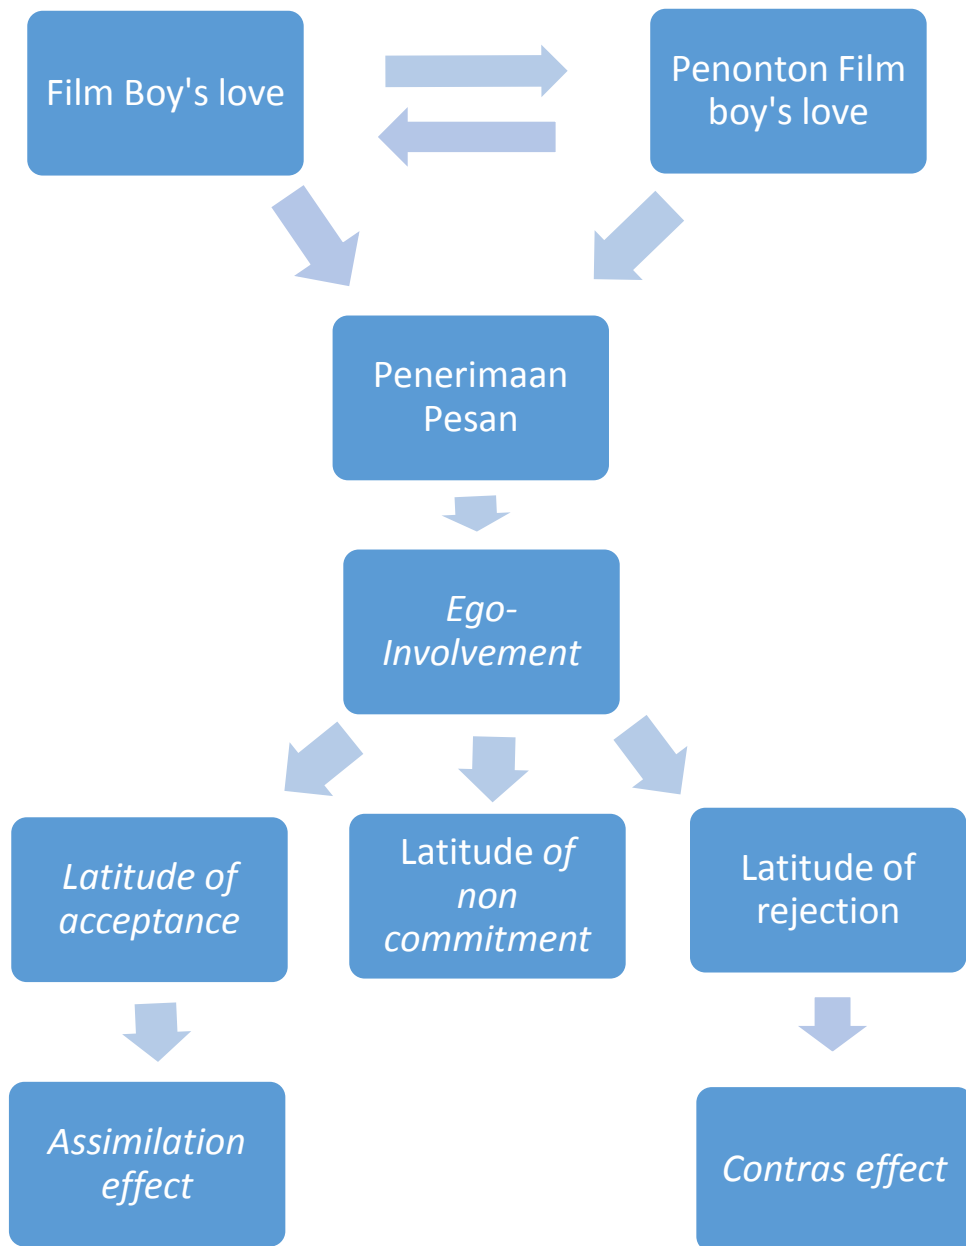 Film Boy's love
Penonton Film
boy's love
Penerimaan
Pesan
Ego-
Involvement
Latitude of
acceptance
Latitude of
non
commitment
Latitude of
rejection
Assimilation
effect
Contras effect